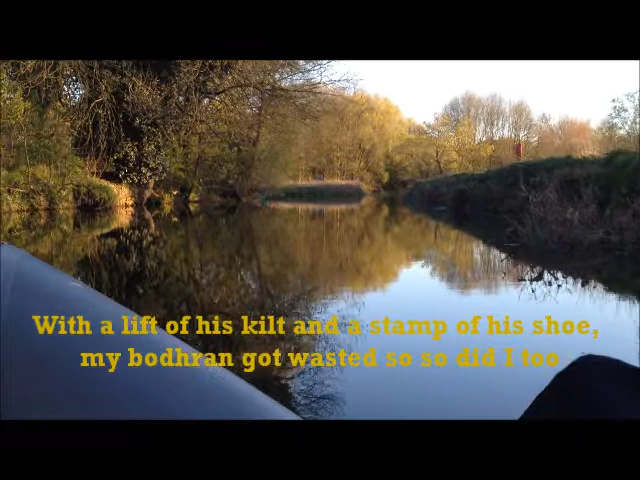 With a lift of his kilt and a stamp of his shoe,
my bodhran got wasted so so did I too